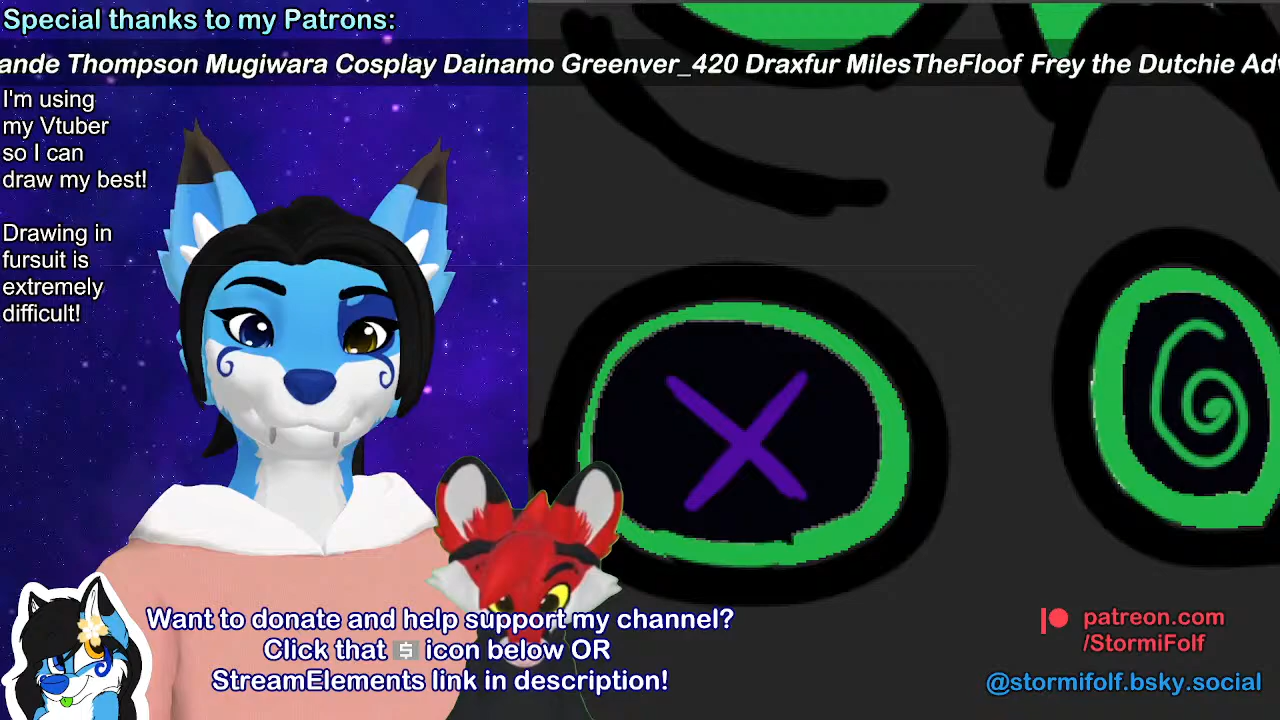 Special thanks to my Patrons:
ande Thompson Mugiwara Cosplay Dainamo Greenver_420 Draxfur MilesTheFloof Frey the Dutchie Adv
I'm using
my Vtuber
so I can
draw my best!
Drawing in
fursuit is
extremely
difficult!
Want to donate and help support my channel?
Click that $ icon below OR
StreamElements link in description!
patreon.com
/StormiFolf
@stormifolf.bsky.social